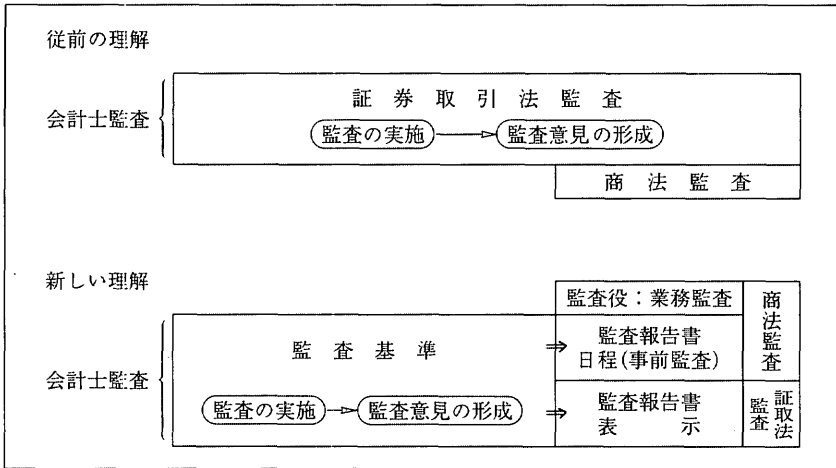 従前の理解
会計士監査
証券取引法監査
監査の実施
監査意見の形成
商法監査
新しい理解
会計士監査
監査基準
監査の実施
監査意見の形成
監査役：業務監査
⇒ 監査報告書
日程(事前監査)
商法監査
⇒ 監査報告書
表示
証取法
監査